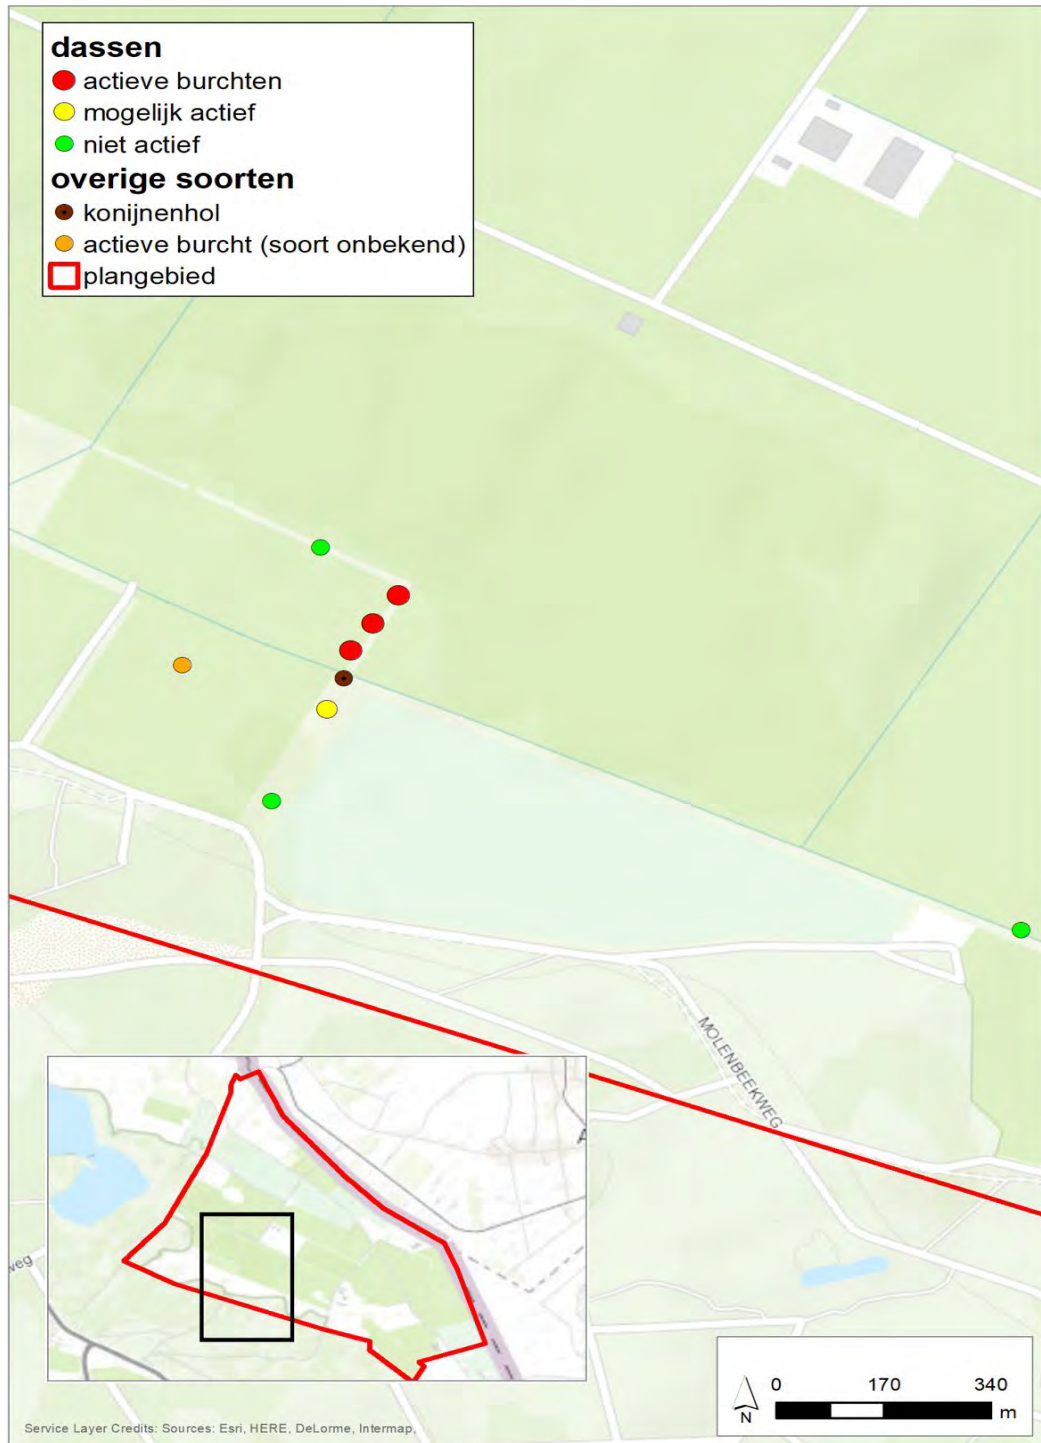 dassen
actieve burchten
mogelijk actief
niet actief
overige soorten
konijnenhol
actieve burcht (soort onbekend)
plangebied
MOLENBEEKWEG
A
weg
0 170 340
m
N
Service Layer Credits: Sources: Esri, HERE, DeLorme, Intermap,